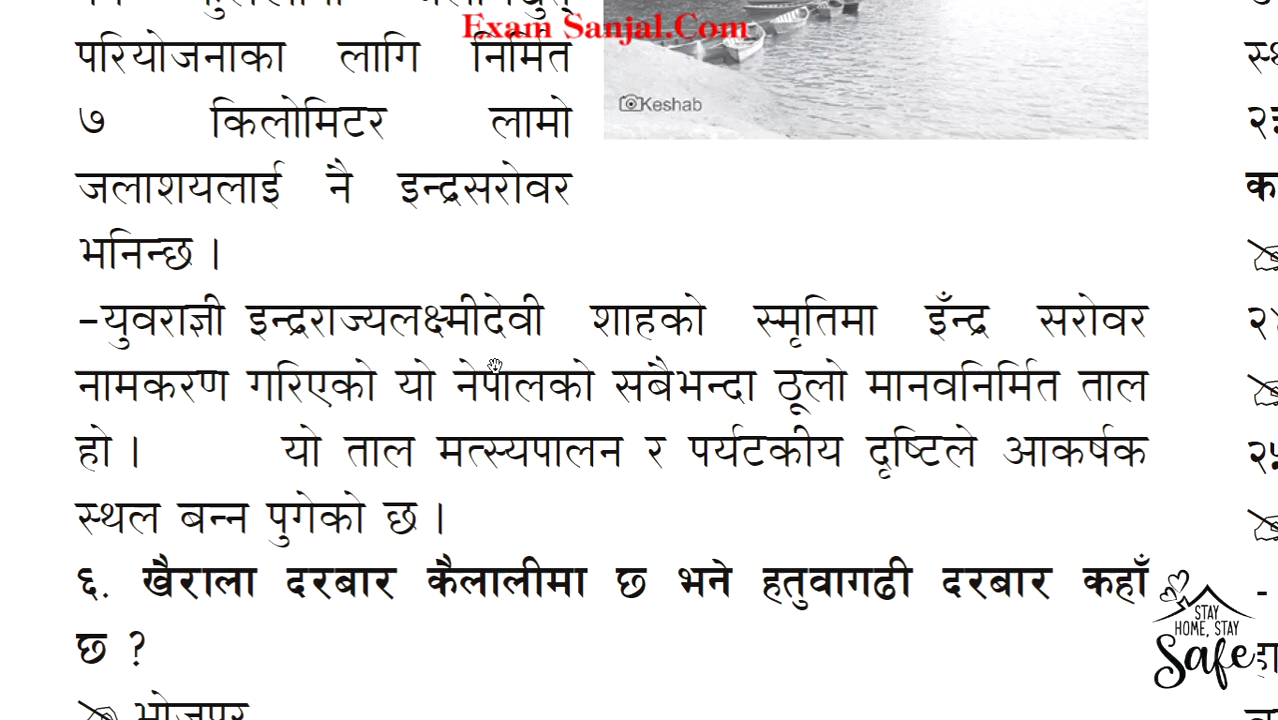 Exam Sanjal.Com
परियोजनाका लागि निर्मित
Keshab
७ किलोमिटर लामो
जलाशयलाई नै इन्द्रसरोवर
भनिन्छ ।
-युवराज्ञी इन्द्रराज्यलक्ष्मीदेवी शाहको स्मृतिमा इँन्द्र सरोवर
नामकरण गरिएको यो नेपालको सबैभन्दा ठूलो मानवनिर्मित ताल
हो । यो ताल मत्स्यपालन र पर्यटकीय दृष्टिले आकर्षक
स्थल बन्न पुगेको छ ।
६. खैराला दरबार कैलालीमा छ भने हतुवागढी दरबार कहाँ
छ ?
भोजपुर
STAY
HOME, STAY
Safe